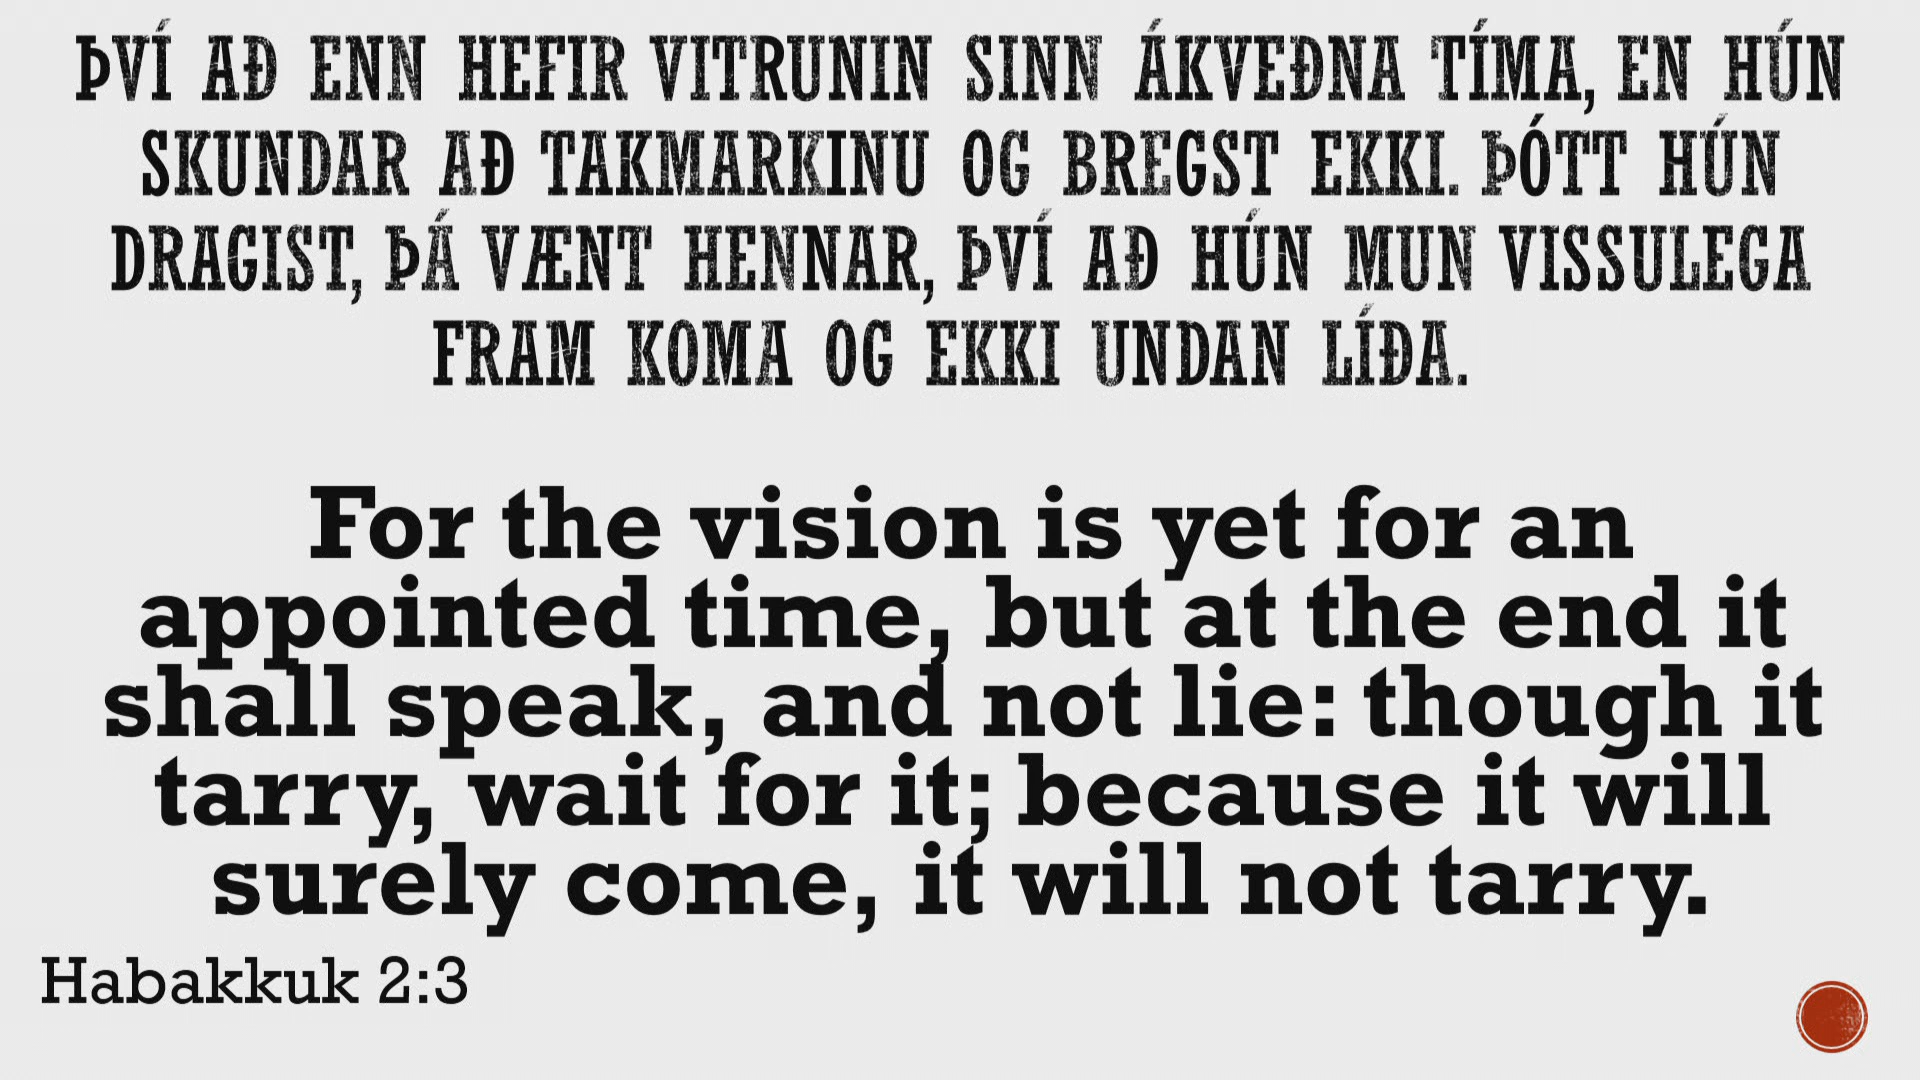 ÞVÍ AÐ ENN HEFIR VITRUNIN SINN ÁKVEÐNA TÍMA, EN HÚN
SKUNDAR AÐ TAKMARKINU OG BREGST EKKI. ÞÓTT HÚN
DRAGIST, ÞÁ VÆNT HENNAR, ÞVÍ AÐ HÚN MUN VISSULEGA
FRAM KOMA OG EKKI UNDAN LÍÐA.
For the vision is yet for an
appointed time, but at the end it
shall speak, and not lie: though it
tarry, wait for it; because it will
surely come, it will not tarry.
Habakkuk 2:3